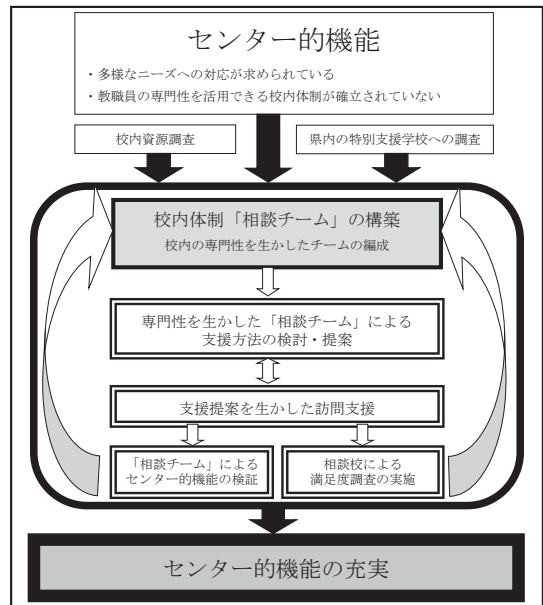 センター的機能
・多様なニーズへの対応が求められている
・教職員の専門性を活用できる校内体制が確立されていない
校内資源調査
県内の特別支援学校への調査
校内体制「相談チーム」の構築
校内の専門性を生かしたチームの編成
専門性を生かした「相談チーム」による
支援方法の検討・提案
支援提案を生かした訪問支援
「相談チーム」による
センター的機能の検証
相談校による
満足度調査の実施
センター的機能の充実